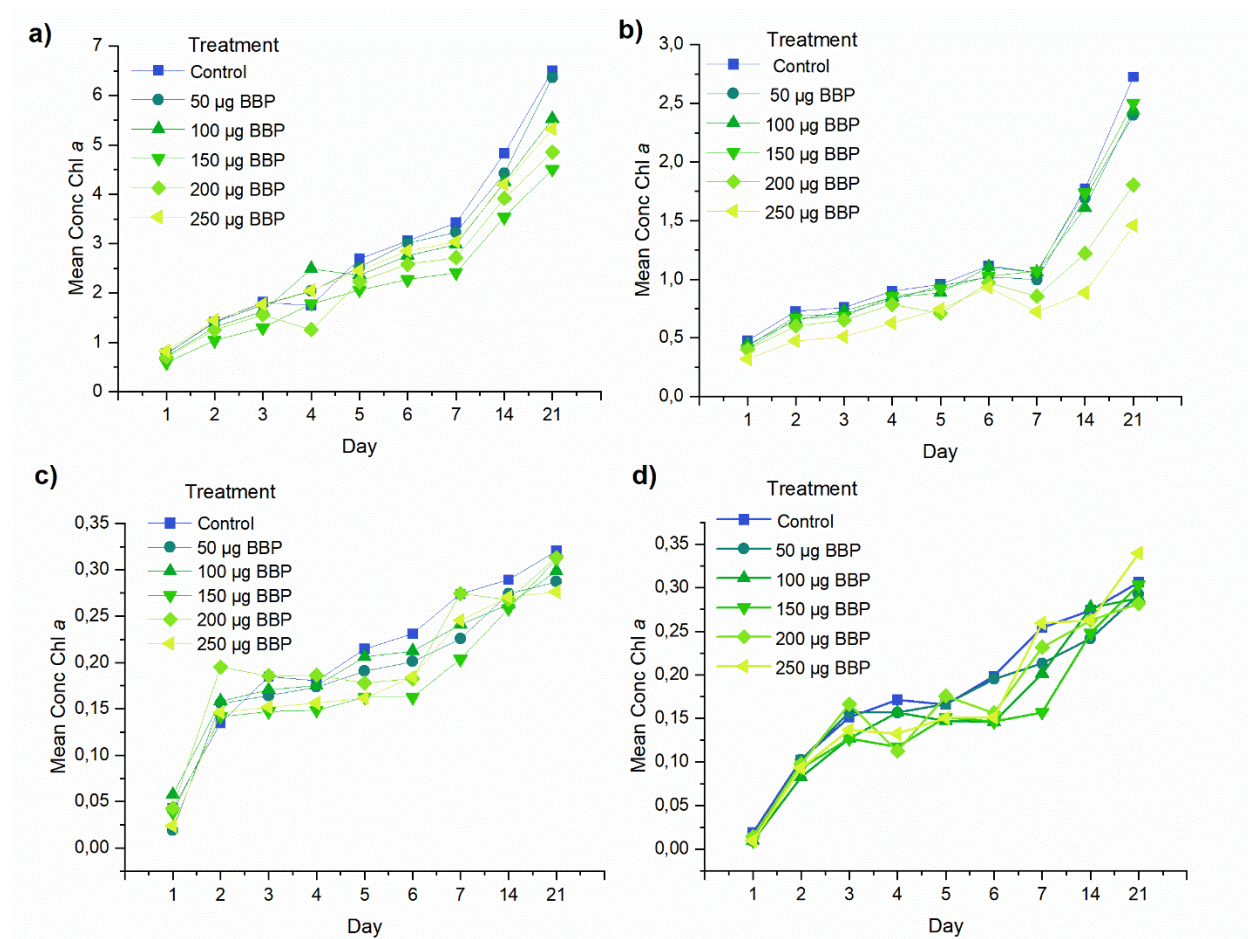 a)
Treatment
Control
50 µg BBP
100 µg BBP
150 µg BBP
200 µg BBP
250 µg BBP
Mean Conc Chl a
7
6
5
4
3
2
1
0
1 2 3 4 5 6 7 14 21
Day
b)
Treatment
Control
50 µg BBP
100 µg BBP
150 µg BBP
200 µg BBP
250 µg BBP
Mean Conc Chl a
3,0
2,5
2,0
1,5
1,0
0,5
0,0
1 2 3 4 5 6 7 14 21
Day
c)
Treatment
Control
50 µg BBP
100 µg BBP
150 µg BBP
200 µg BBP
250 µg BBP
Mean Conc Chl a
0,35
0,30
0,25
0,20
0,15
0,10
0,05
0,00
1 2 3 4 5 6 7 14 21
Day
d)
Treatment
Control
50 µg BBP
100 µg BBP
150 µg BBP
200 µg BBP
250 µg BBP
Mean Conc Chl a
0,35
0,30
0,25
0,20
0,15
0,10
0,05
0,00
1 2 3 4 5 6 7 14 21
Day